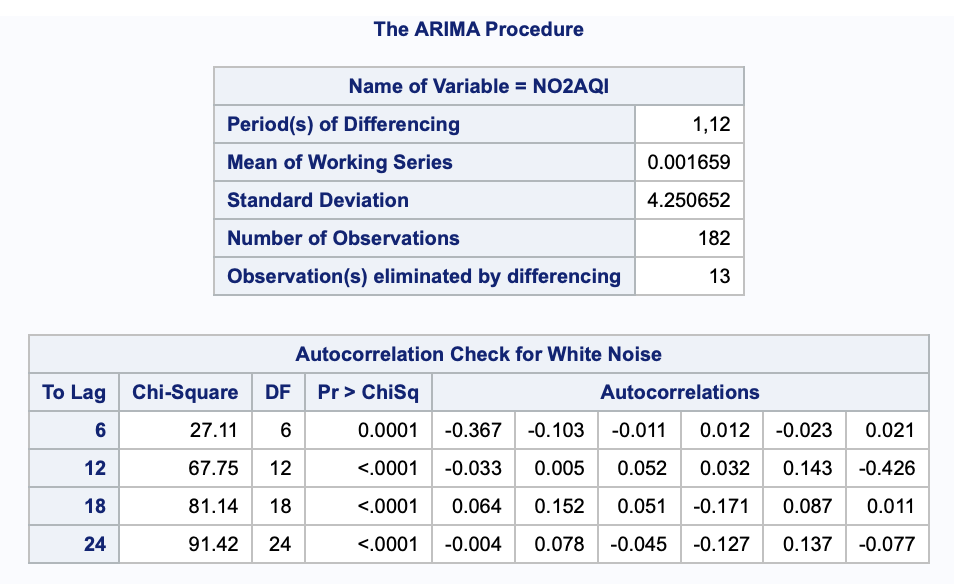 The ARIMA Procedure
Name of Variable = NO2AQI
Period(s) of Differencing 1,12
Mean of Working Series 0.001659
Standard Deviation 4.250652
Number of Observations 182
Observation(s) eliminated by differencing 13
Autocorrelation Check for White Noise
To Lag Chi-Square DF Pr > ChiSq Autocorrelations
6 27.11 6 0.0001 -0.367 -0.103 -0.011 0.012 -0.023 0.021
12 67.75 12 <.0001 -0.033 0.005 0.052 0.032 0.143 -0.426
18 81.14 18 <.0001 0.064 0.152 0.051 -0.171 0.087 0.011
24 91.42 24 <.0001 -0.004 0.078 -0.045 -0.127 0.137 -0.077